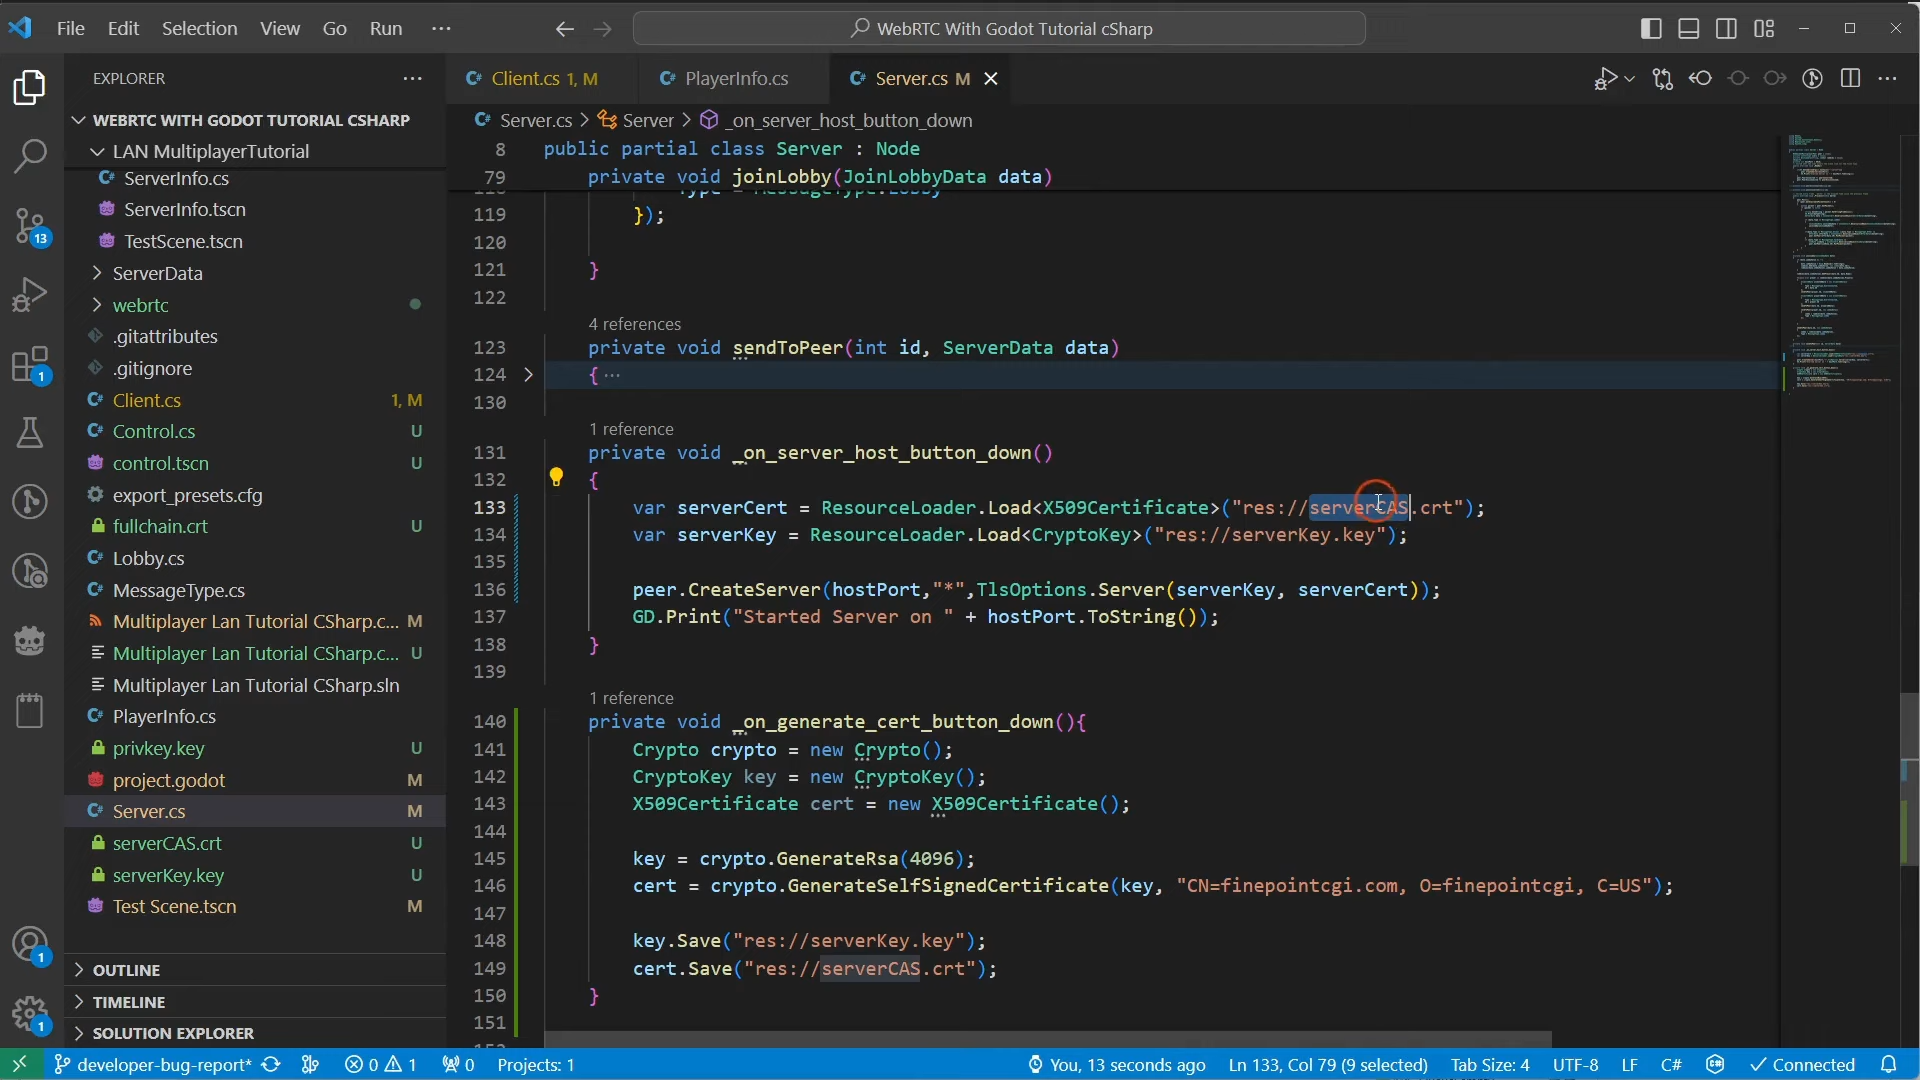 File Edit Selection View Go Run ···
WebRTC With Godot Tutorial cSharp
EXPLORER ···
WEBRTC WITH GODOT TUTORIAL CSHARP
LAN MultiplayerTutorial
ServerInfo.cs
ServerInfo.tscn
TestScene.tscn
ServerData
webrtc
.gitattributes
.gitignore
Client.cs 1, M
Control.cs U
control.tscn U
export_presets.cfg
fullchain.crt U
Lobby.cs
MessageType.cs
Multiplayer Lan Tutorial CSharp.c... M
Multiplayer Lan Tutorial CSharp.c... U
Multiplayer Lan Tutorial CSharp.sln
PlayerInfo.cs
privkey.key U
project.godot M
Server.cs M
serverCAS.crt U
serverKey.key U
Test Scene.tscn M
OUTLINE
TIMELINE
SOLUTION EXPLORER
13
1
1
1
Client.cs 1, M PlayerInfo.cs Server.cs M
Server.cs > Server > _on_server_host_button_down
8 public partial class Server : Node
79 private void joinLobby(JoinLobbyData data)
119 });
120
121 }
122
4 references
123 private void sendToPeer(int id, ServerData data)
124 { ···
130
1 reference
131 private void _on_server_host_button_down()
132 {
133 var serverCert = ResourceLoader.Load<X509Certificate>("res://serverCAS.crt");
134 var serverKey = ResourceLoader.Load<CryptoKey>("res://serverKey.key");
135
136 peer.CreateServer(hostPort,"*",TlsOptions.Server(serverKey, serverCert));
137 GD.Print("Started Server on " + hostPort.ToString());
138 }
139
1 reference
140 private void _on_generate_cert_button_down(){
141 Crypto crypto = new Crypto();
142 CryptoKey key = new CryptoKey();
143 X509Certificate cert = new X509Certificate();
144
145 key = crypto.GenerateRsa(4096);
146 cert = crypto.GenerateSelfSignedCertificate(key, "CN=finepointcgi.com, O=finepointcgi, C=US");
147
148 key.Save("res://serverKey.key");
149 cert.Save("res://serverCAS.crt");
150 }
151
developer-bug-report* 0 1 0 Projects: 1 You, 13 seconds ago Ln 133, Col 79 (9 selected) Tab Size: 4 UTF-8 LF C# Connected